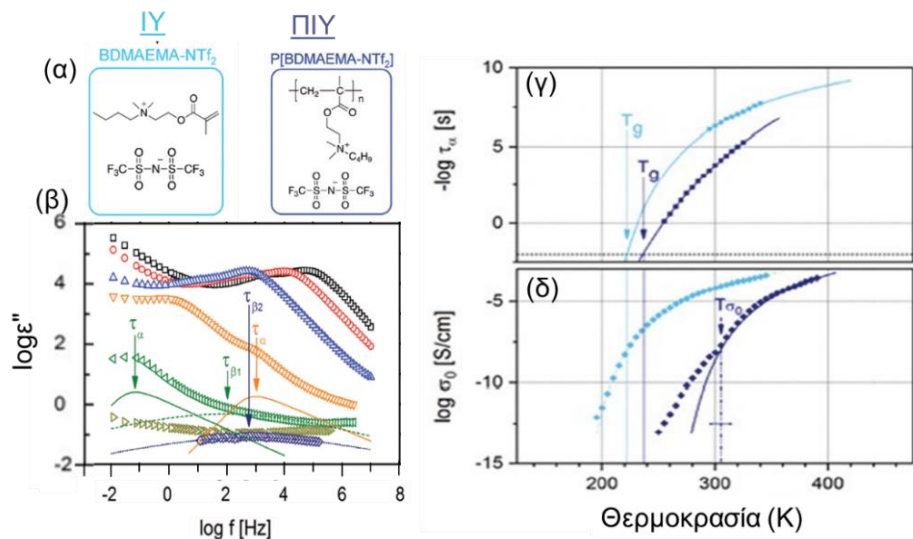 ΙΥ
ΠΙΥ
BDMAEMA-NTf₂
P[BDMAEMA-NTf₂]
(α)
N⁺
O
O
CH₂
n
O
O
N⁺
C₄H₉
O O
F₃C-S-N-S-CF₃
O O
O O
F₃C-S-N-S-CF₃
O O
(β)
logε''
6
4
2
0
-2
τα
τβ1
τβ2
τα
-2 0 2 4 6 8
log f [Hz]
(γ)
-log τα [s]
10
5
0
Tg
Tg
(δ)
log σ₀ [S/cm]
-5
-10
-15
Tσ₀
200 300 400
Θερμοκρασία (K)